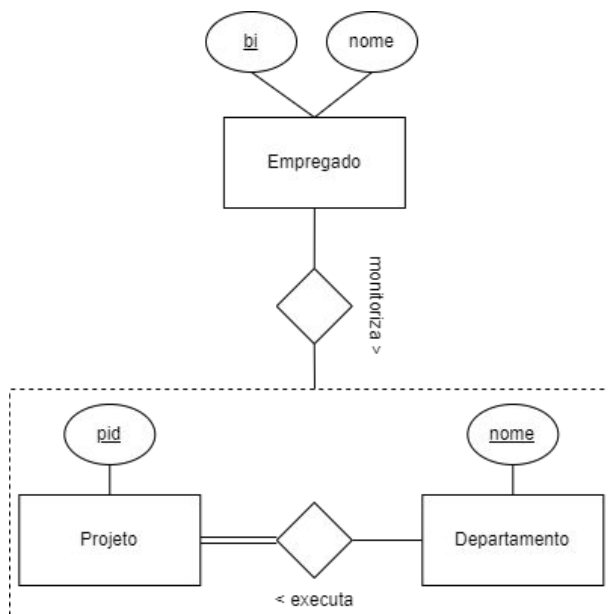 bi
nome
Empregado
monitoriza >
pid
nome
Projeto
Departamento
< executa